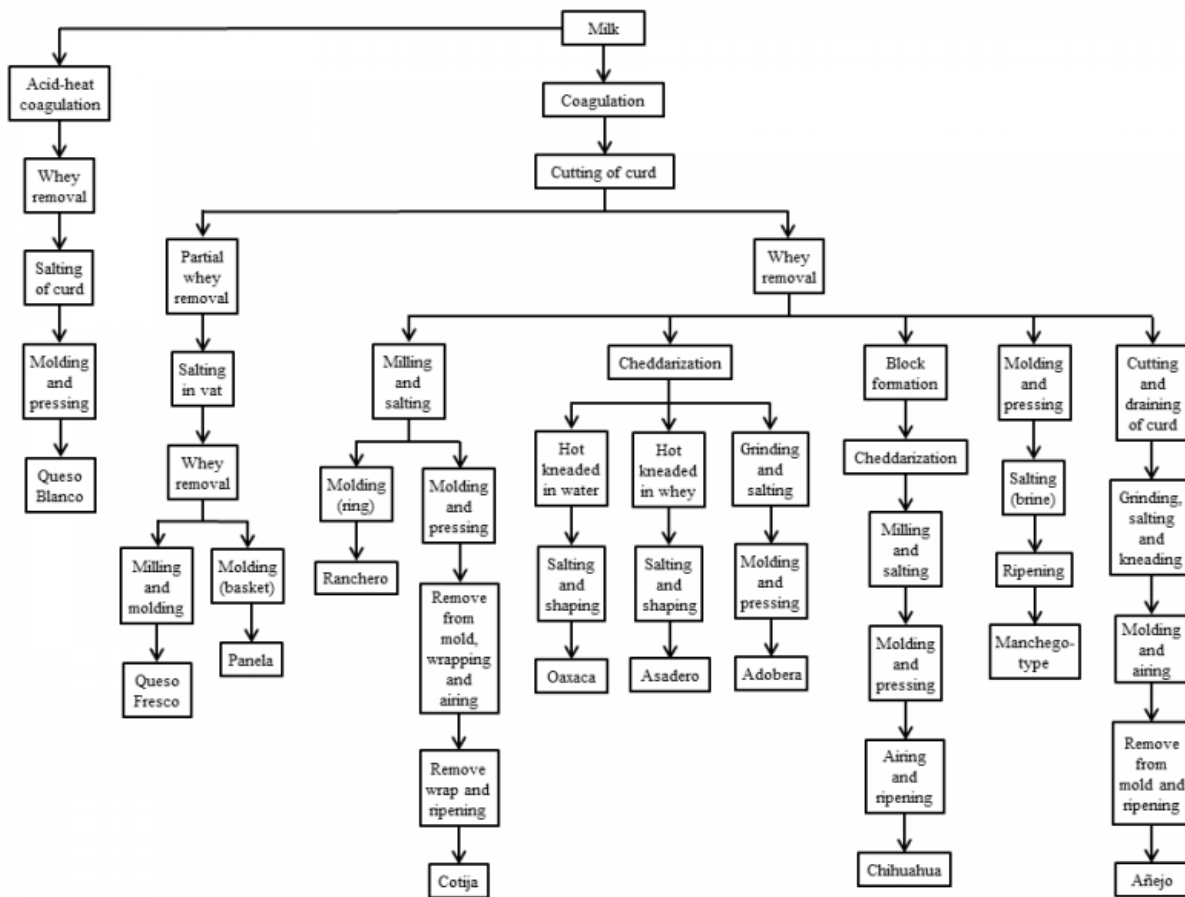 Milk
Acid-heat
coagulation
Coagulation
Whey
removal
Cutting of curd
Salting
of curd
Partial
whey
removal
Whey
removal
Molding
and
pressing
Salting
in vat
Milling
and
salting
Cheddarization
Block
formation
Molding
and
pressing
Cutting
and
draining
of curd
Queso
Blanco
Whey
removal
Molding
(ring)
Molding
and
pressing
Hot
kneaded
in water
Hot
kneaded
in whey
Grinding
and
salting
Cheddarization
Salting
(brine)
Grinding,
salting
and
kneading
Milling
and
molding
Molding
(basket)
Ranchero
Salting
and
shaping
Salting
and
shaping
Molding
and
pressing
Milling
and
salting
Ripening
Queso
Fresco
Panela
Remove
from
mold,
wrapping
and
airing
Oaxaca
Asadero
Adobera
Molding
and
pressing
Manchego-
type
Molding
and
airing
Remove
wrap and
ripening
Airing
and
ripening
Remove
from
mold and
ripening
Cotija
Chihuahua
Añejo